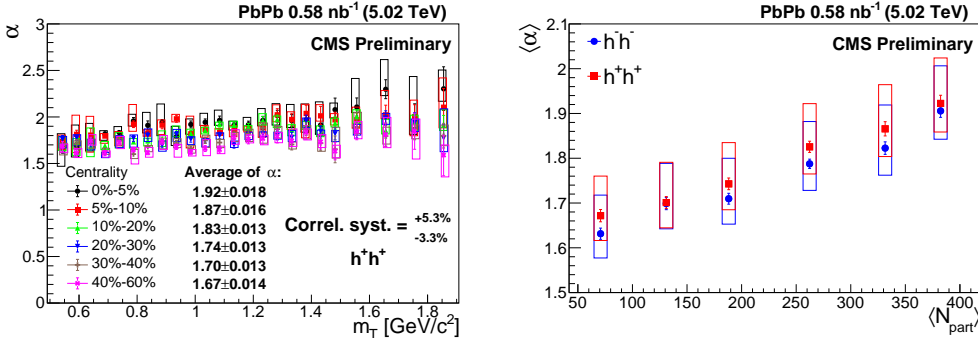 PbPb 0.58 nb⁻¹ (5.02 TeV)
CMS Preliminary
α
3
2.5
2
1.5
1
0.5
0
Centrality
Average of α:
0%-5%
1.92±0.018
5%-10%
1.87±0.016
10%-20%
1.83±0.013
20%-30%
1.74±0.013
30%-40%
1.70±0.013
40%-60%
1.67±0.014
Correl. syst. = +5.3% -3.3%
h⁺h⁺
0.6 0.8 1 1.2 1.4 1.6 1.8
m_T [GeV/c²]
PbPb 0.58 nb⁻¹ (5.02 TeV)
CMS Preliminary
⟨α⟩
h⁻h⁻
h⁺h⁺
2.1
2
1.9
1.8
1.7
1.6
1.5
50 100 150 200 250 300 350 400
⟨N_part⟩